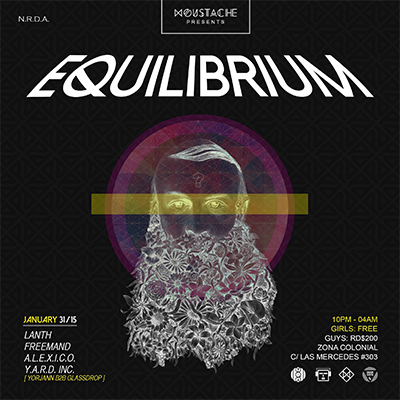 N.R.D.A.
MOUSTACHE
PRESENTS
EQUILIBRIUM
?
JANUARY 31/15
LANTH
FREEMAND
A.L.E.X.I.C.O.
Y.A.R.D. INC.
[ YORJANN B2B GLASSDROP ]
10PM - 04AM
GIRLS: FREE
GUYS: RD$200
ZONA COLONIAL
C/ LAS MERCEDES #303